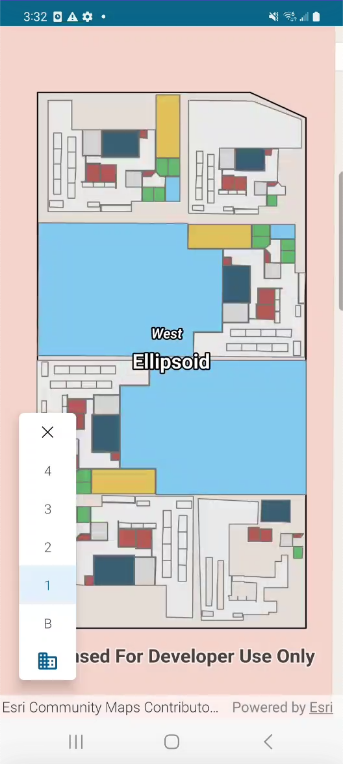 3:32
West
Ellipsoid
4
3
2
1
B
nsed For Developer Use Only
Esri Community Maps Contributo... Powered by Esri